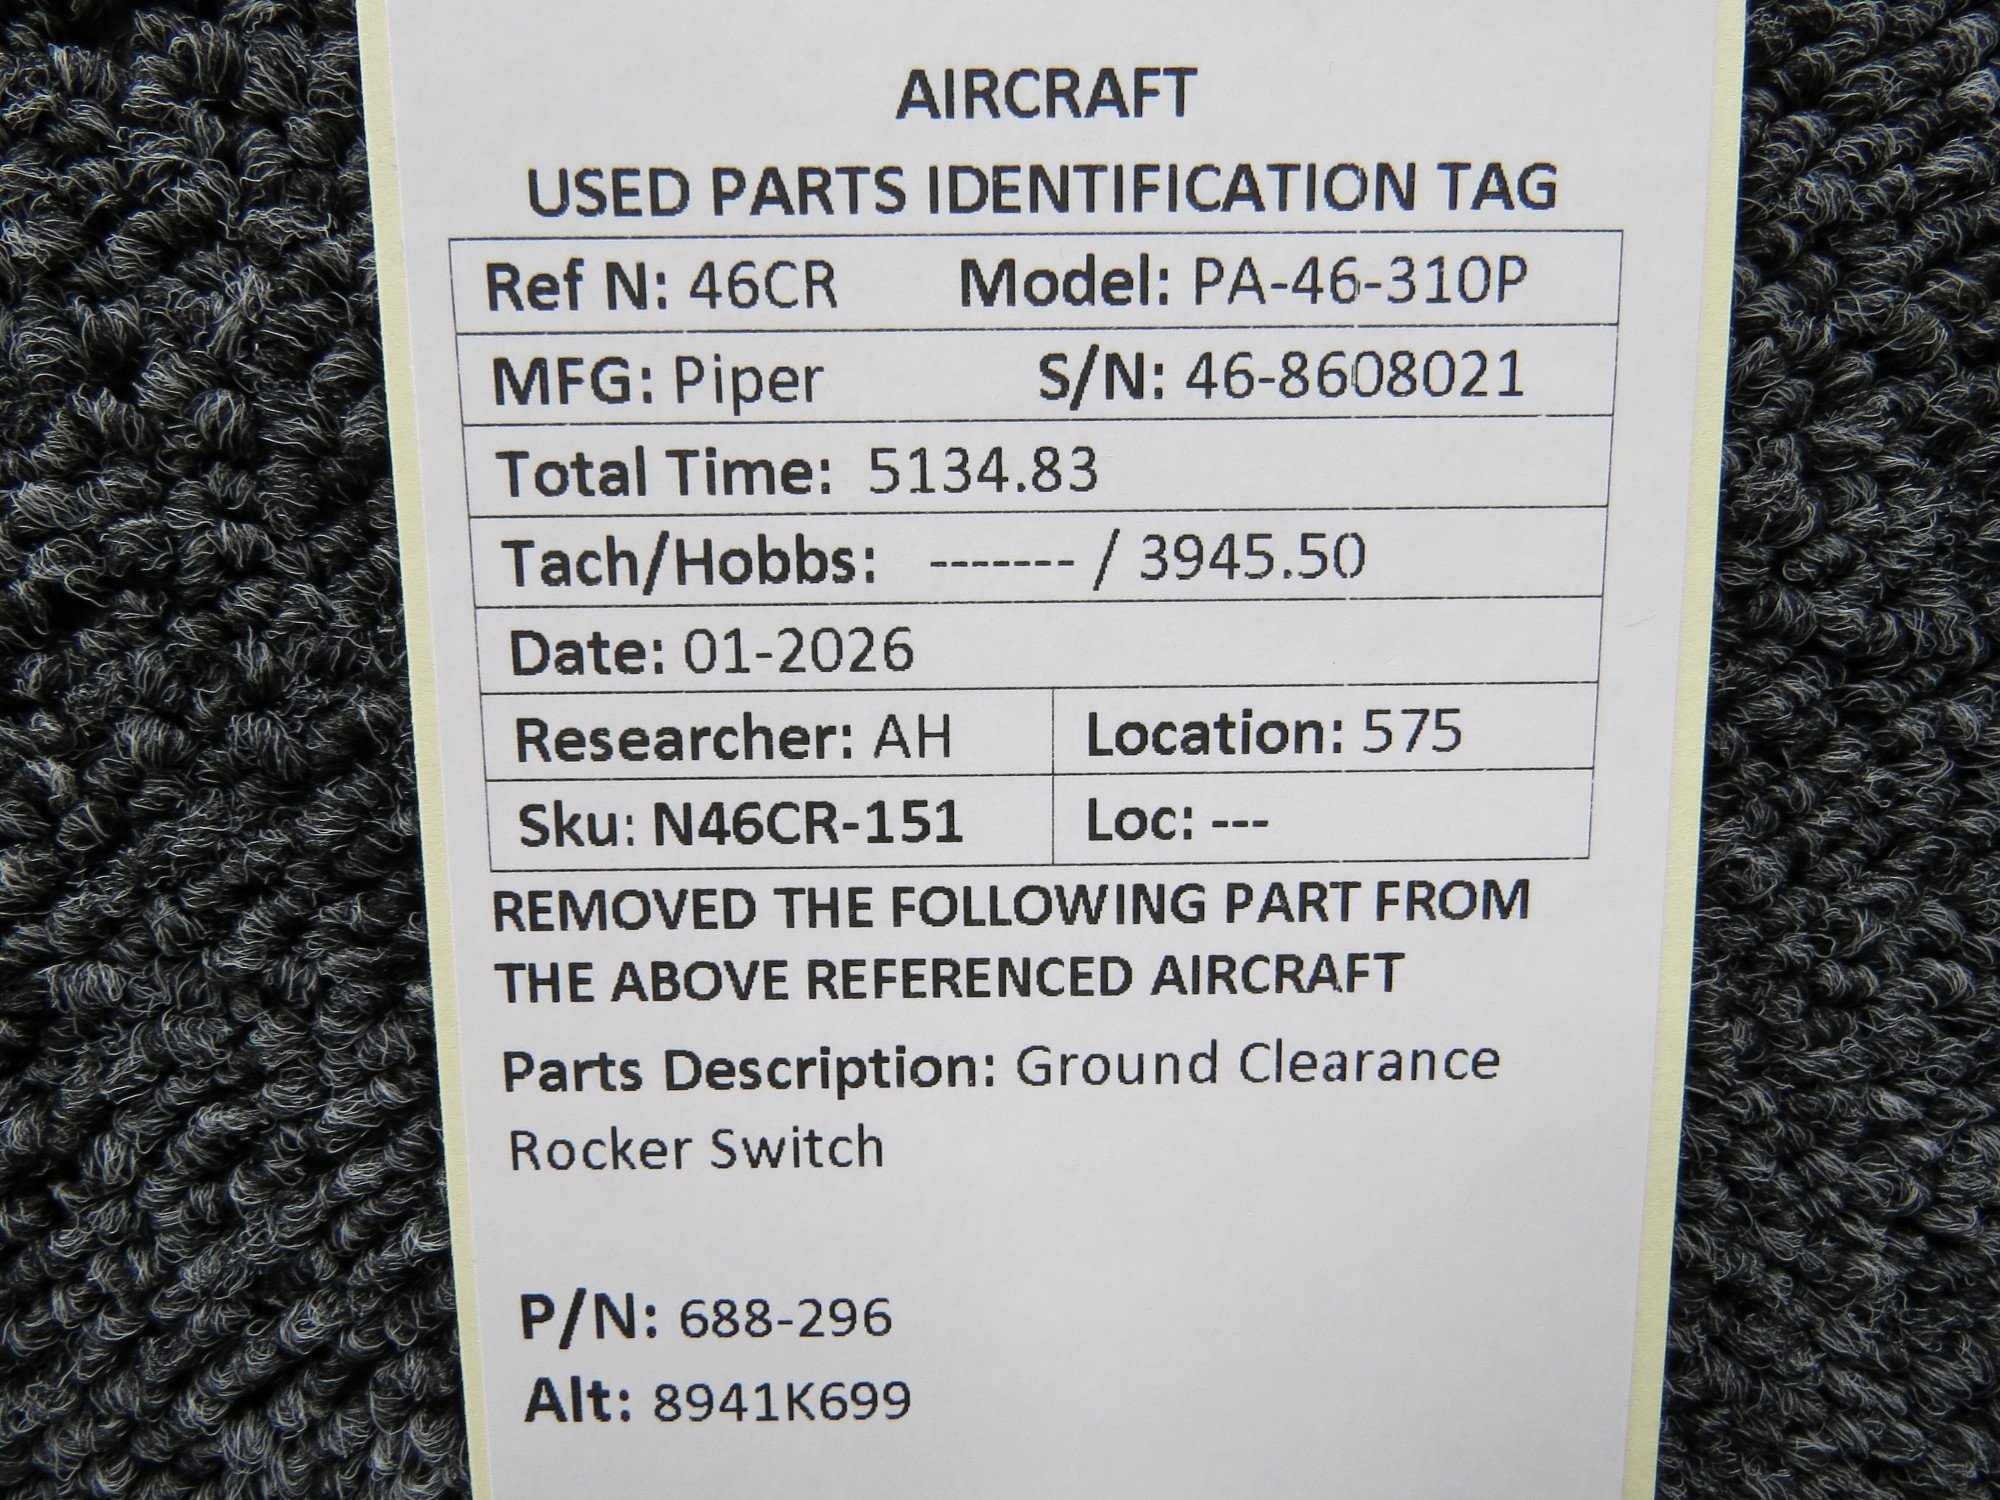 AIRCRAFT
USED PARTS IDENTIFICATION TAG
Ref N: 46CR Model: PA-46-310P
MFG: Piper S/N: 46-8608021
Total Time: 5134.83
Tach/Hobbs: ------- / 3945.50
Date: 01-2026
Researcher: AH Location: 575
Sku: N46CR-151 Loc: ---
REMOVED THE FOLLOWING PART FROM
THE ABOVE REFERENCED AIRCRAFT
Parts Description: Ground Clearance
Rocker Switch
P/N: 688-296
Alt: 8941K699